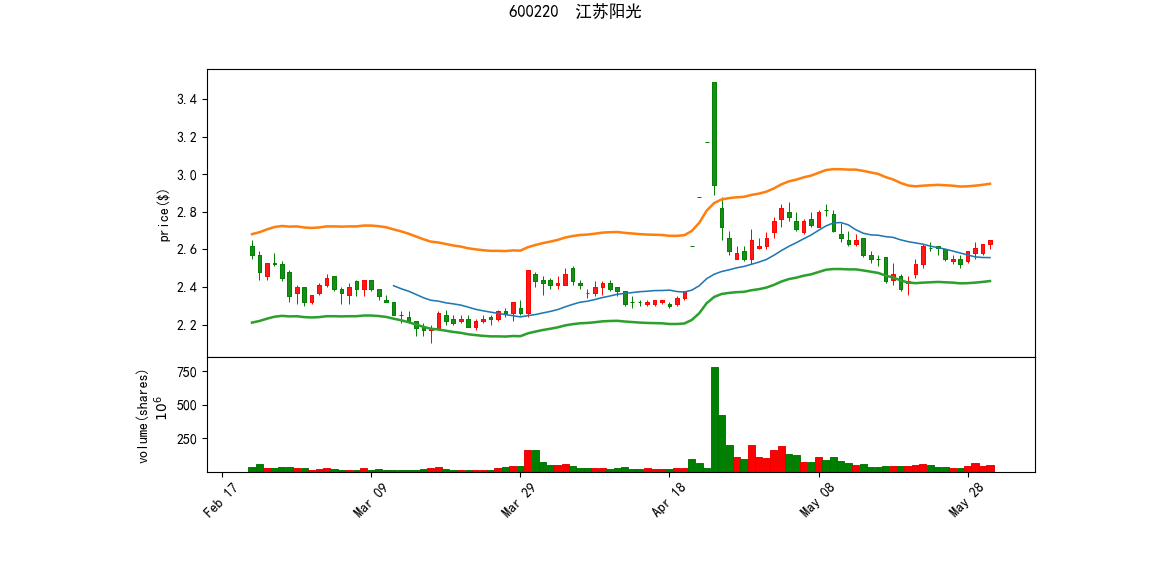 600220  江苏阳光
3.4
3.2
3.0
2.8
2.6
2.4
2.2
price($)
750
500
250
volume(shares)
10^6
Feb 17
Mar 09
Mar 29
Apr 18
May 08
May 28